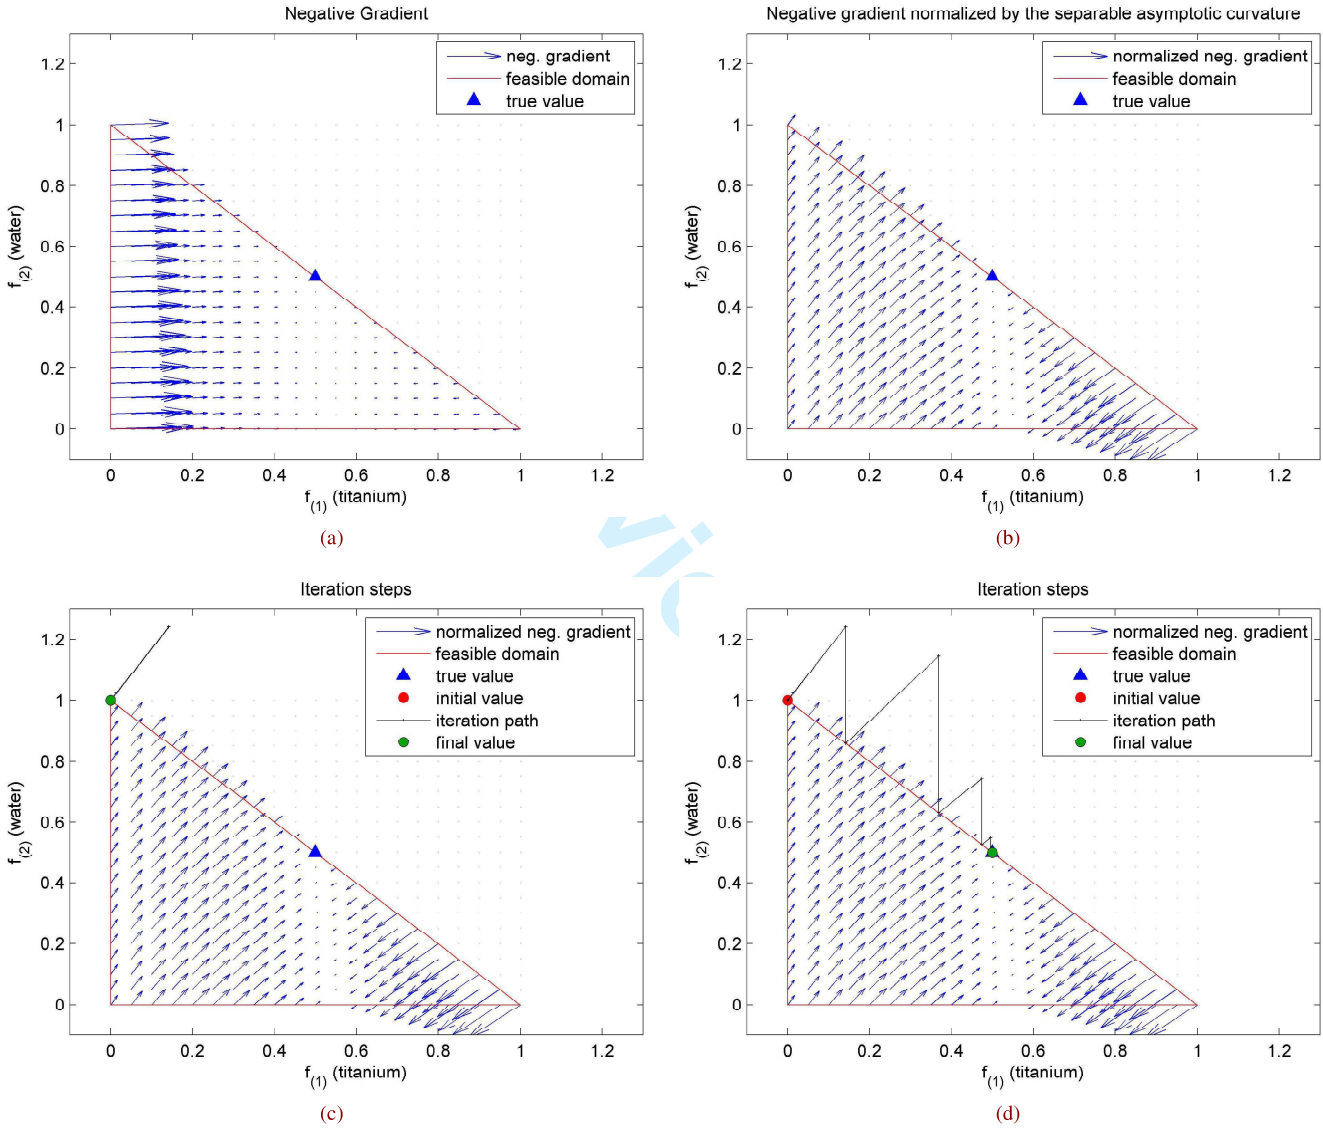 Negative Gradient
neg. gradient
feasible domain
true value
1.2
1
0.8
0.6
0.4
0.2
0
f(2) (water)
0 0.2 0.4 0.6 0.8 1 1.2
f(1) (titanium)
(a)
Negative gradient normalized by the separable asymptotic curvature
normalized neg. gradient
feasible domain
true value
1.2
1
0.8
0.6
0.4
0.2
0
f(2) (water)
0 0.2 0.4 0.6 0.8 1 1.2
f(1) (titanium)
(b)
Iteration steps
normalized neg. gradient
feasible domain
true value
initial value
iteration path
final value
1.2
1
0.8
0.6
0.4
0.2
0
f(2) (water)
0 0.2 0.4 0.6 0.8 1 1.2
f(1) (titanium)
(c)
Iteration steps
normalized neg. gradient
feasible domain
true value
initial value
iteration path
final value
1.2
1
0.8
0.6
0.4
0.2
0
f(2) (water)
0 0.2 0.4 0.6 0.8 1 1.2
f(1) (titanium)
(d)